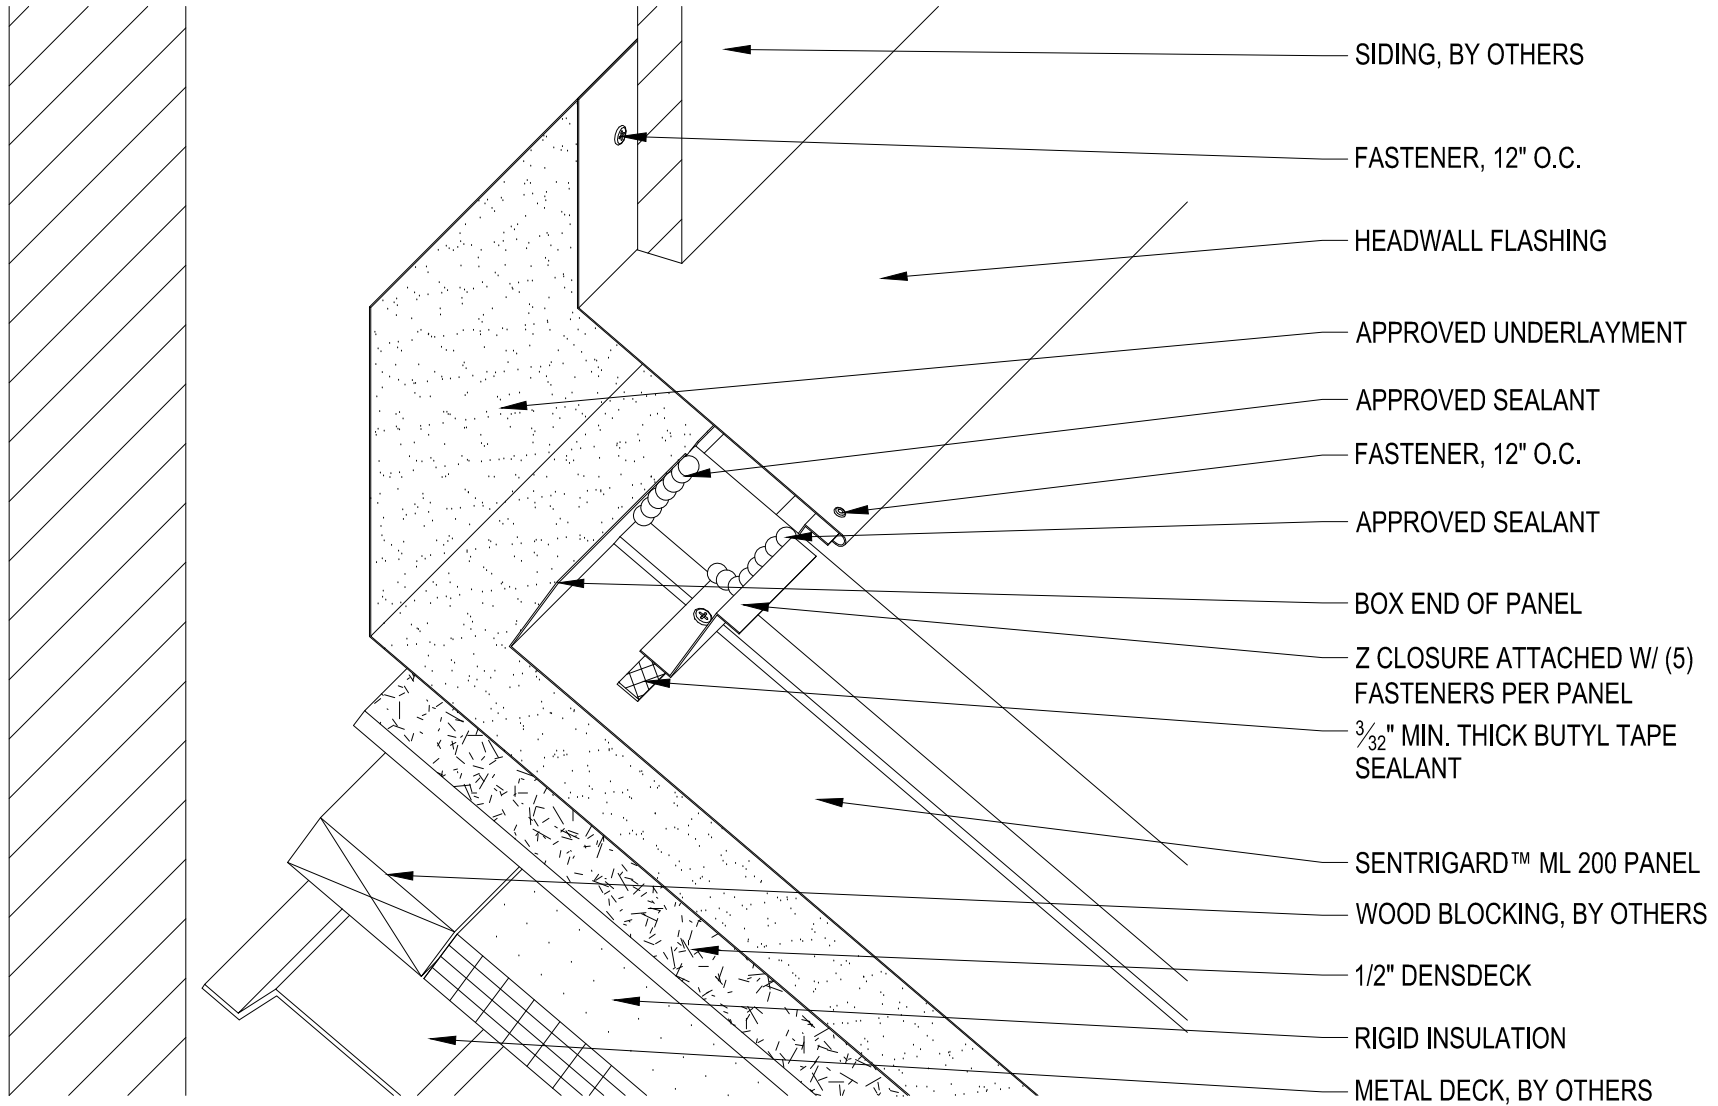 SIDING, BY OTHERS
FASTENER, 12" O.C.
HEADWALL FLASHING
APPROVED UNDERLAYMENT
APPROVED SEALANT
FASTENER, 12" O.C.
APPROVED SEALANT
BOX END OF PANEL
Z CLOSURE ATTACHED W/ (5)
FASTENERS PER PANEL
3/32" MIN. THICK BUTYL TAPE
SEALANT
SENTRIGARD™ ML 200 PANEL
WOOD BLOCKING, BY OTHERS
1/2" DENSDECK
RIGID INSULATION
METAL DECK, BY OTHERS